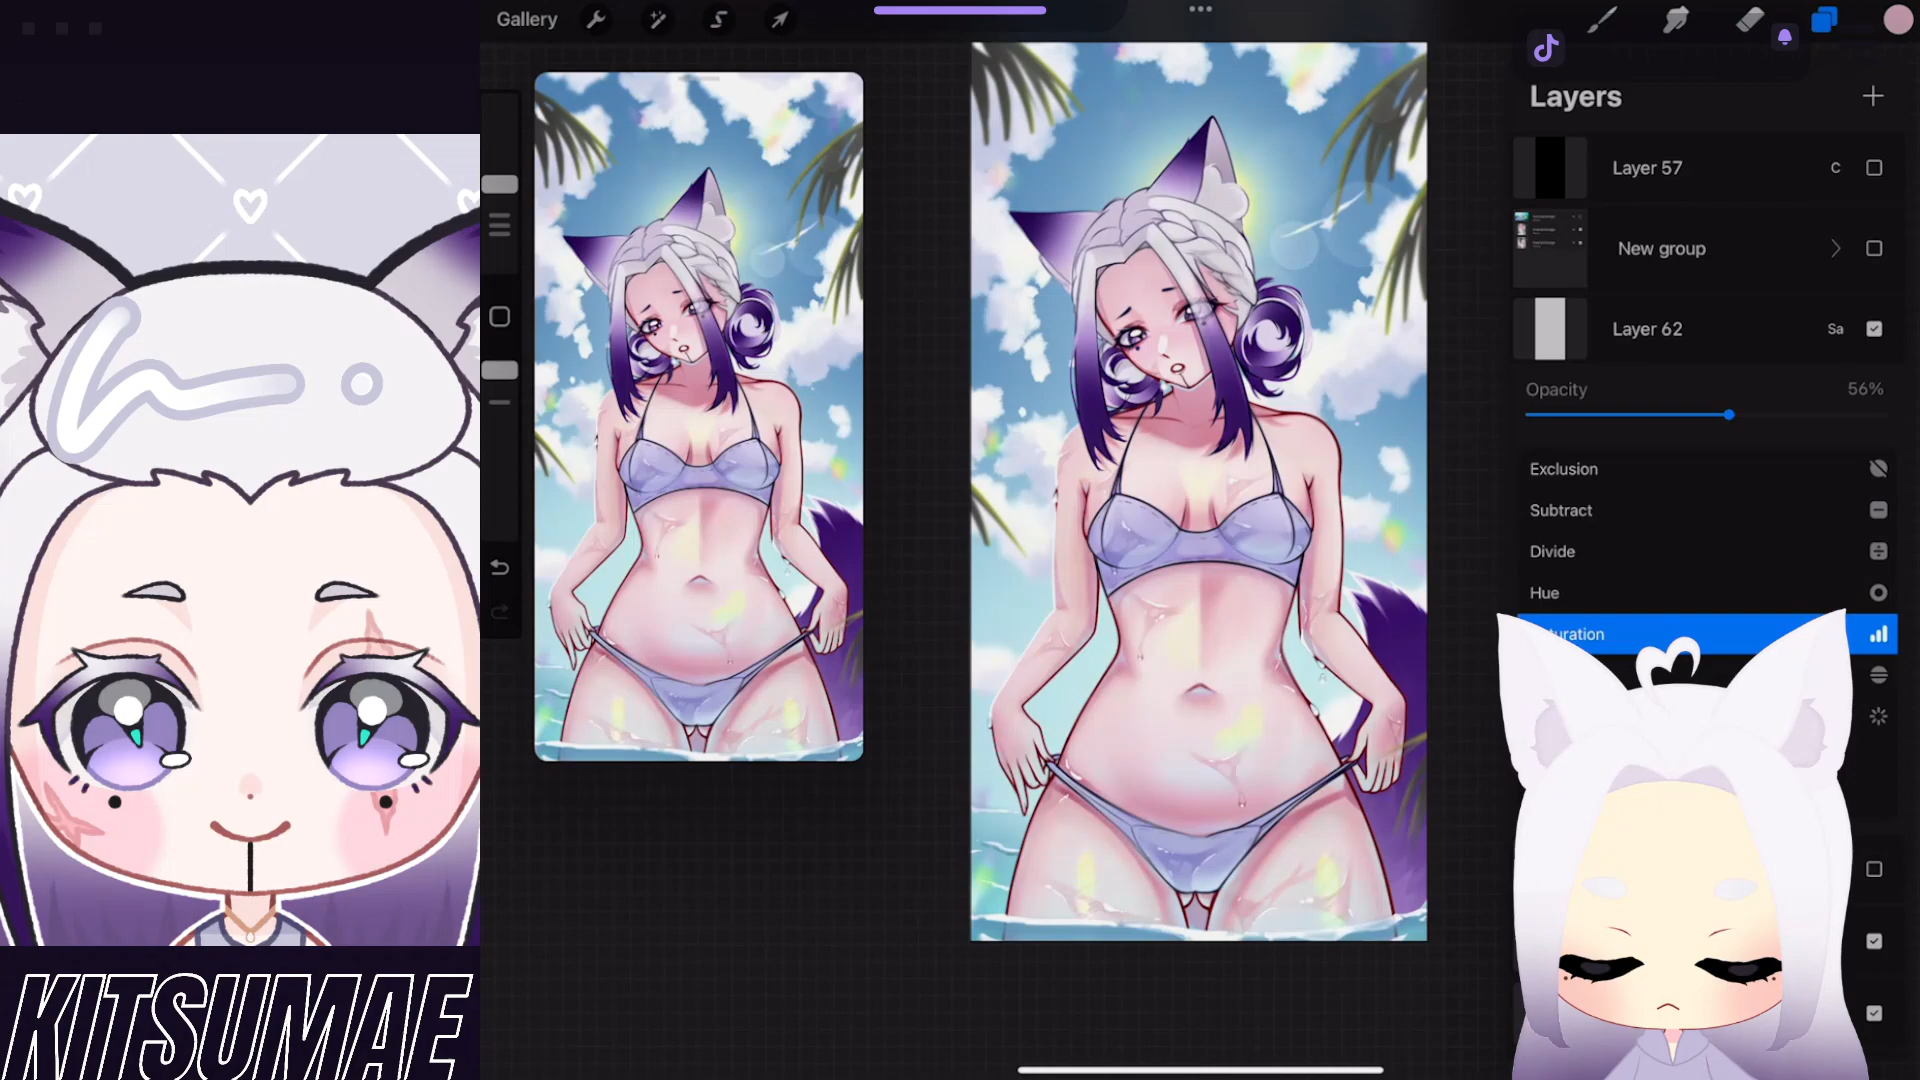 Gallery
Layers
Layer 57
C
New group
Layer 62
Sa
Opacity
56%
Exclusion
Subtract
Divide
Hue
uration
KITSUMAE